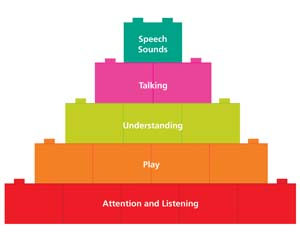 Speech
Sounds
Talking
Understanding
Play
Attention and Listening